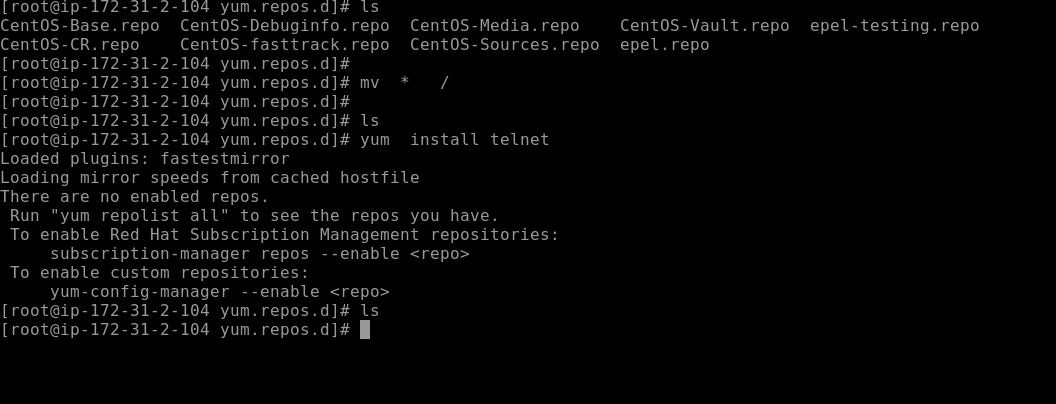 [root@ip-172-31-2-104 yum.repos.d]# ls
CentOS-Base.repo  CentOS-Debuginfo.repo  CentOS-Media.repo    CentOS-Vault.repo  epel-testing.repo
CentOS-CR.repo    CentOS-fasttrack.repo  CentOS-Sources.repo  epel.repo
[root@ip-172-31-2-104 yum.repos.d]#
[root@ip-172-31-2-104 yum.repos.d]# mv  *   /
[root@ip-172-31-2-104 yum.repos.d]#
[root@ip-172-31-2-104 yum.repos.d]# ls
[root@ip-172-31-2-104 yum.repos.d]# yum  install telnet
Loaded plugins: fastestmirror
Loading mirror speeds from cached hostfile
There are no enabled repos.
 Run "yum repolist all" to see the repos you have.
 To enable Red Hat Subscription Management repositories:
     subscription-manager repos --enable <repo>
 To enable custom repositories:
     yum-config-manager --enable <repo>
[root@ip-172-31-2-104 yum.repos.d]# ls
[root@ip-172-31-2-104 yum.repos.d]#